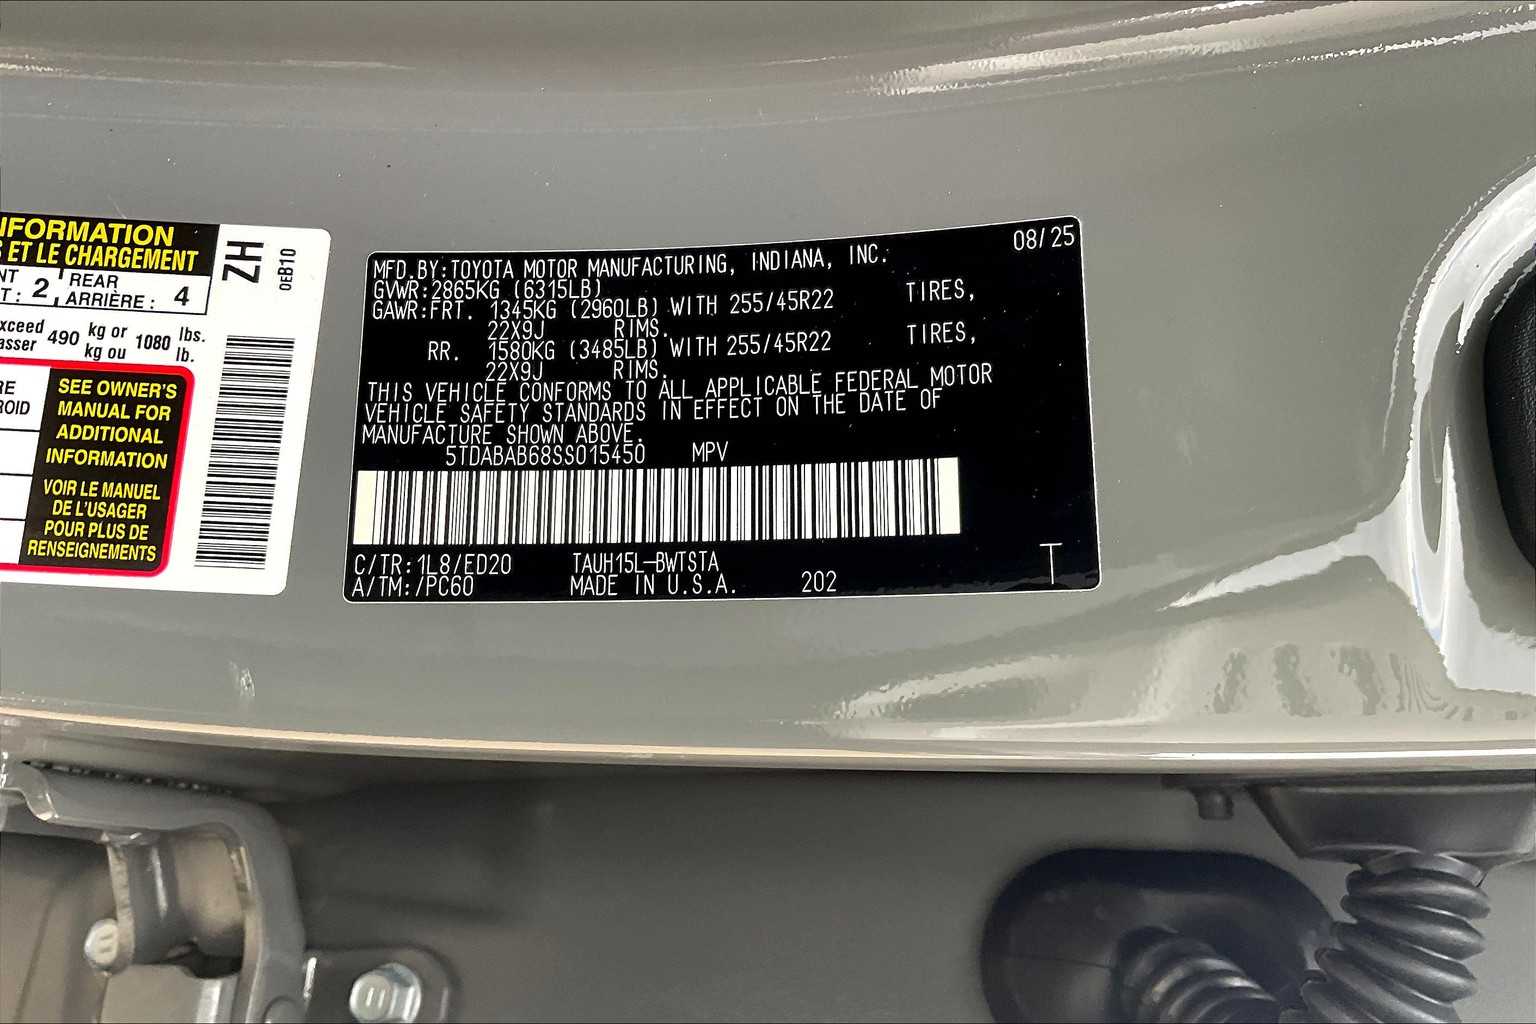 NFORMATION
ET LE CHARGEMENT
2 REAR
ARRIÈRE : 4
490 kg or 1080 lbs.
kg ou lb.
SEE OWNER'S
MANUAL FOR
ADDITIONAL
INFORMATION
VOIR LE MANUEL
DE L'USAGER
POUR PLUS DE
RENSEIGNEMENTS
ZH
0EB10
MFD.BY:TOYOTA MOTOR MANUFACTURING, INDIANA, INC. 08/25
GVWR:2865KG (6315LB)
GAWR:FRT. 1345KG (2960LB) WITH 255/45R22 TIRES,
22X9J RIMS.
RR. 1580KG (3485LB) WITH 255/45R22 TIRES,
22X9J RIMS.
THIS VEHICLE CONFORMS TO ALL APPLICABLE FEDERAL MOTOR
VEHICLE SAFETY STANDARDS IN EFFECT ON THE DATE OF
MANUFACTURE SHOWN ABOVE.
5TDABAB68SS015450 MPV
C/TR:1L8/ED20 TAUH15L-BWTSTA
A/TM:/PC60 MADE IN U.S.A. 202 T